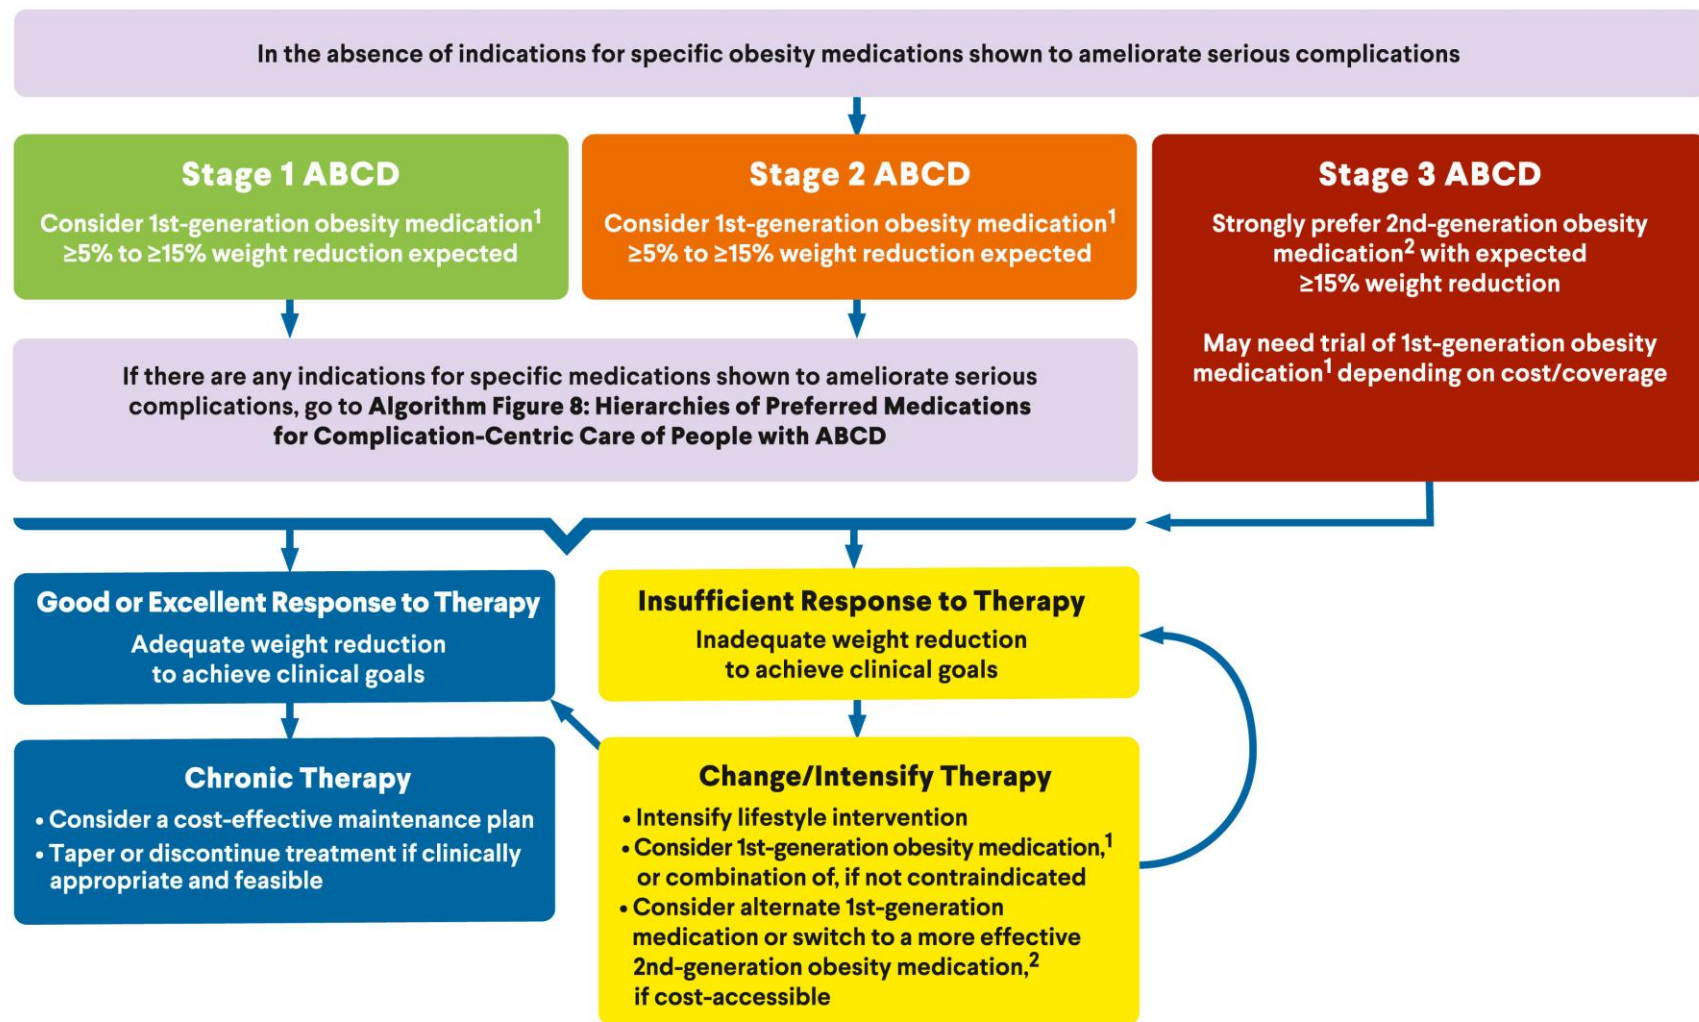 In the absence of indications for specific obesity medications shown to ameliorate serious complications
Stage 1 ABCD
Consider 1st-generation obesity medication1
≥5% to ≥15% weight reduction expected
Stage 2 ABCD
Consider 1st-generation obesity medication1
≥5% to ≥15% weight reduction expected
Stage 3 ABCD
Strongly prefer 2nd-generation obesity
medication2 with expected
≥15% weight reduction
May need trial of 1st-generation obesity
medication1 depending on cost/coverage
If there are any indications for specific medications shown to ameliorate serious
complications, go to Algorithm Figure 8: Hierarchies of Preferred Medications
for Complication-Centric Care of People with ABCD
Good or Excellent Response to Therapy
Adequate weight reduction
to achieve clinical goals
Insufficient Response to Therapy
Inadequate weight reduction
to achieve clinical goals
Chronic Therapy
• Consider a cost-effective maintenance plan
• Taper or discontinue treatment if clinically
appropriate and feasible
Change/Intensify Therapy
• Intensify lifestyle intervention
• Consider 1st-generation obesity medication,1
or combination of, if not contraindicated
• Consider alternate 1st-generation
medication or switch to a more effective
2nd-generation obesity medication,2
if cost-accessible